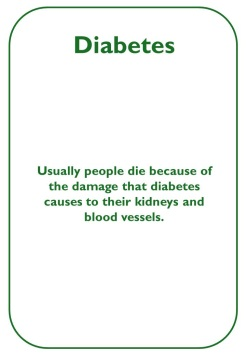 Diabetes
Usually people die because of
the damage that diabetes
causes to their kidneys and
blood vessels.